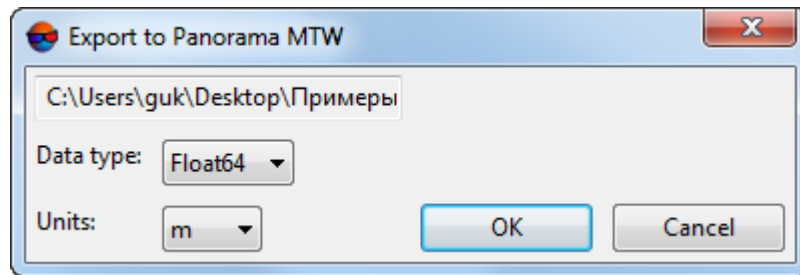 Export to Panorama MTW
C:\Users\guk\Desktop\Примеры
Data type: Float64
Units: m OK Cancel